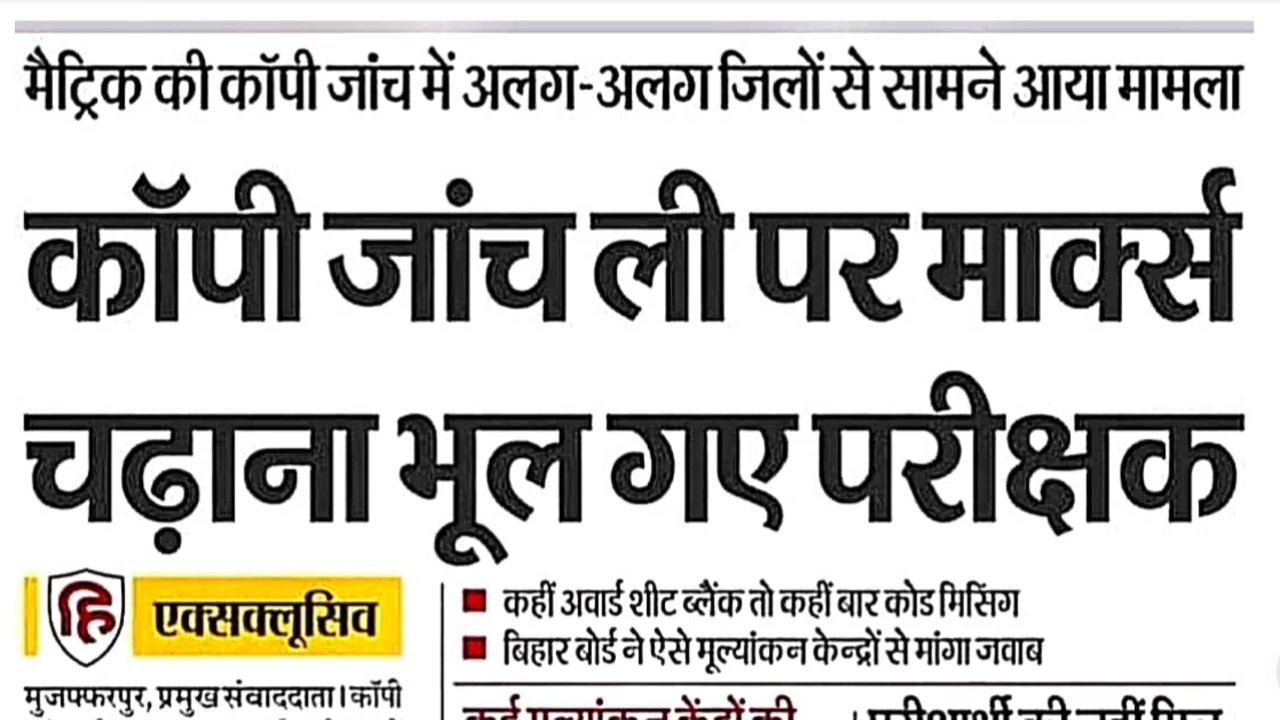 मैट्रिक की कॉपी जांच में अलग-अलग जिलों से सामने आया मामला
कॉपी जांच ली पर मार्क्स
चढ़ाना भूल गए परीक्षक
हि एक्सक्लूसिव
मुजफ्फरपुर, प्रमुख संवाददाता। कॉपी
■ कहीं अवार्ड शीट ब्लैंक तो कहीं बार कोड मिसिंग
■ बिहार बोर्ड ने ऐसे मूल्यांकन केन्द्रों से मांगा जवाब